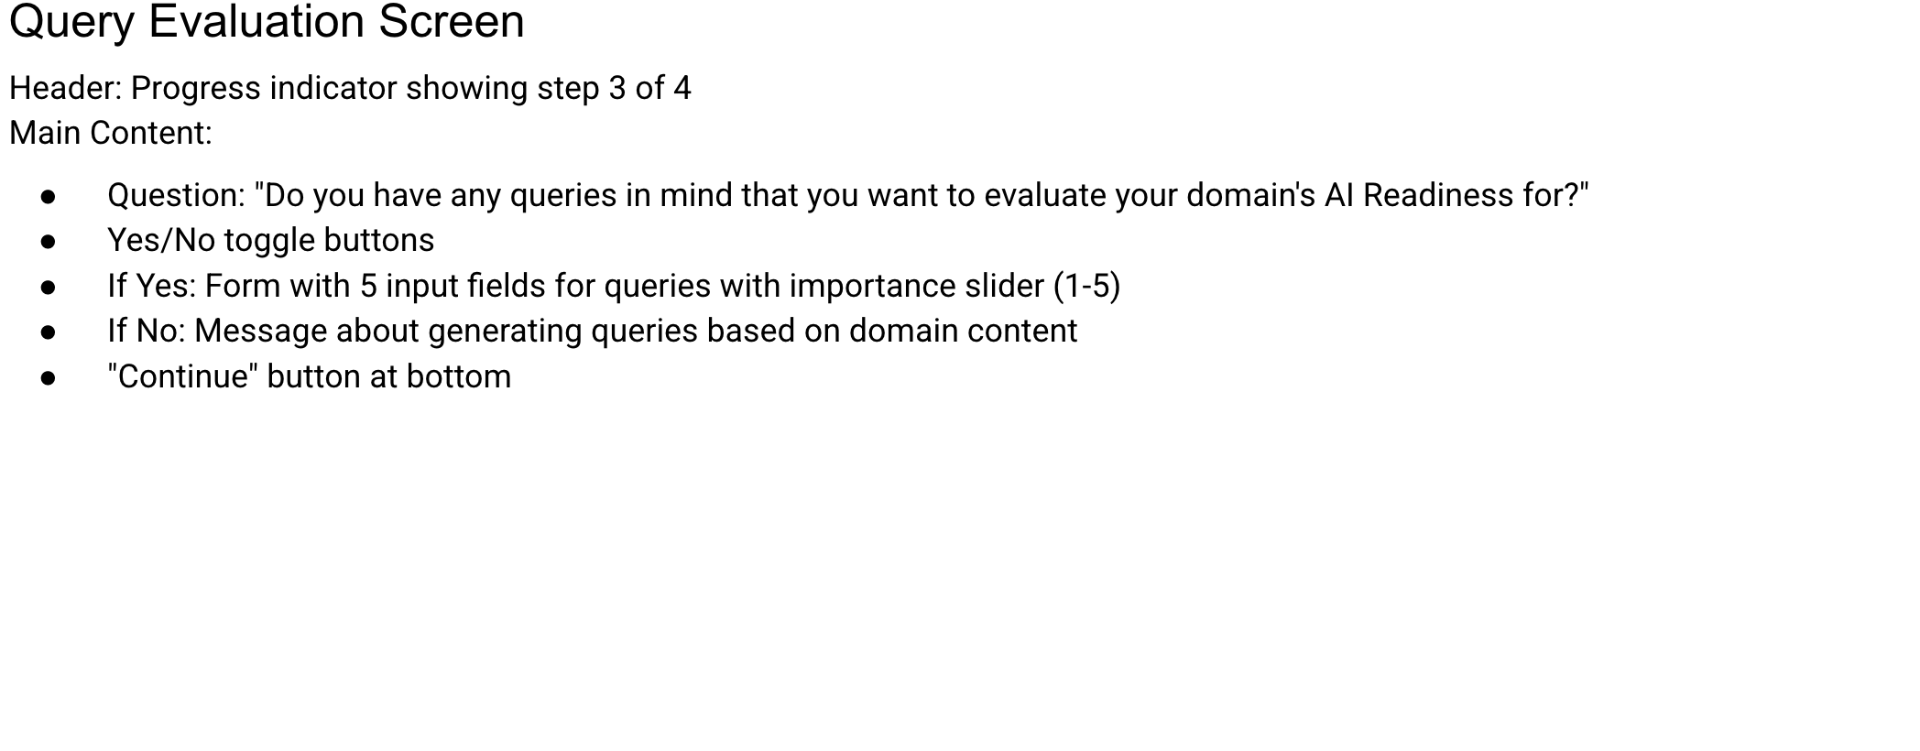 Query Evaluation Screen
Header: Progress indicator showing step 3 of 4
Main Content:
● Question: "Do you have any queries in mind that you want to evaluate your domain's AI Readiness for?"
● Yes/No toggle buttons
● If Yes: Form with 5 input fields for queries with importance slider (1-5)
● If No: Message about generating queries based on domain content
● "Continue" button at bottom